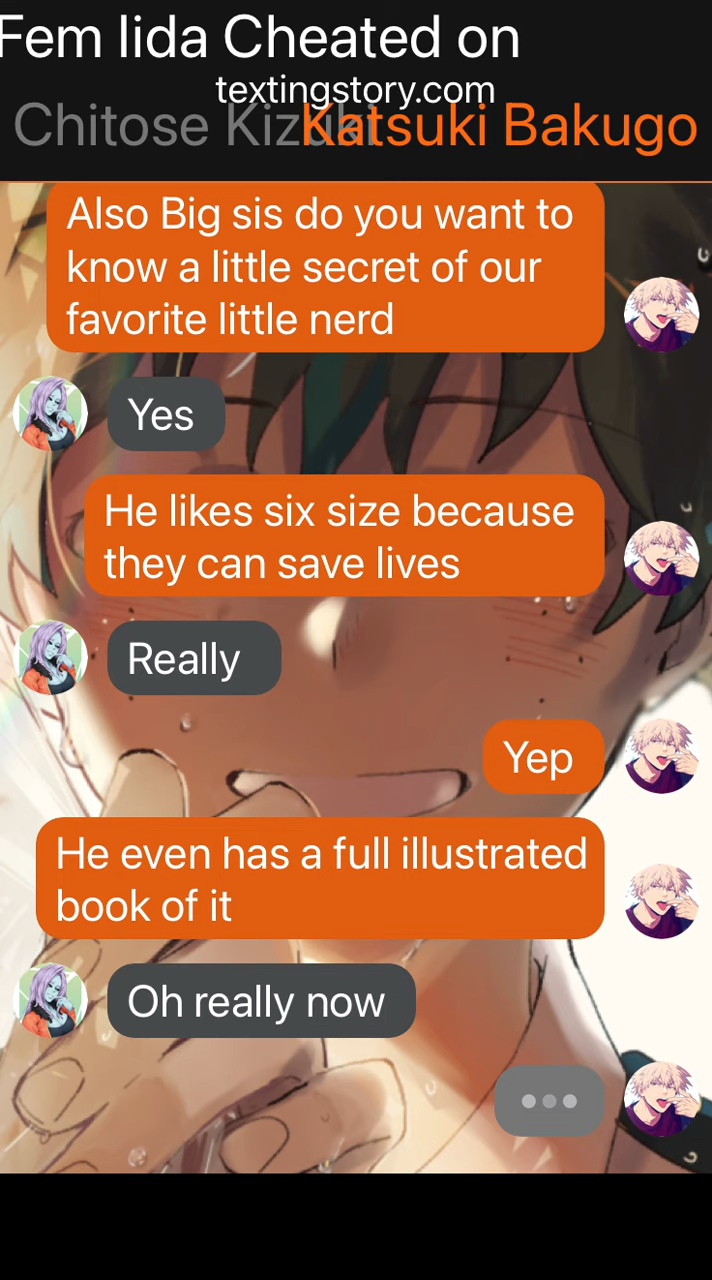 Fem Iida Cheated on
textingstory.com
Chitose Kizuki Katsuki Bakugo
Also Big sis do you want to
know a little secret of our
favorite little nerd
Yes
He likes six size because
they can save lives
Really
Yep
He even has a full illustrated
book of it
Oh really now